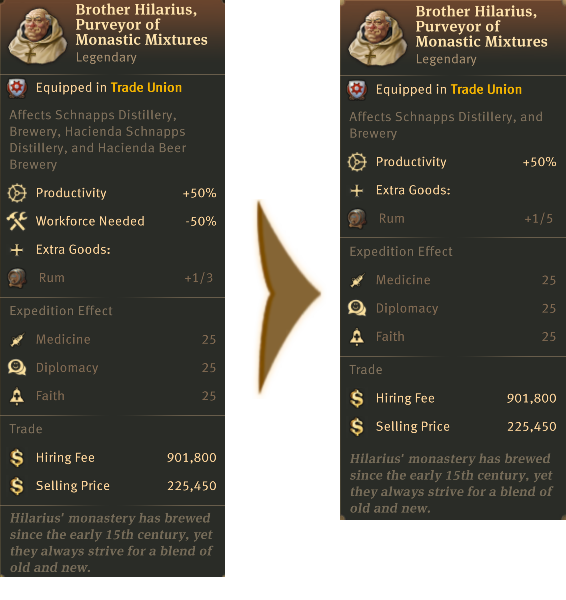 Brother Hilarius,
Purveyor of
Monastic Mixtures
Legendary
Equipped in Trade Union
Affects Schnapps Distillery,
Brewery, Hacienda Schnapps
Distillery, and Hacienda Beer
Brewery
Productivity +50%
Workforce Needed -50%
Extra Goods:
Rum +1/3
Expedition Effect
Medicine 25
Diplomacy 25
Faith 25
Trade
Hiring Fee 901,800
Selling Price 225,450
Hilarius' monastery has brewed
since the early 15th century, yet
they always strive for a blend of
old and new.
Brother Hilarius,
Purveyor of
Monastic Mixtures
Legendary
Equipped in Trade Union
Affects Schnapps Distillery, and
Brewery
Productivity +50%
Extra Goods:
Rum +1/5
Expedition Effect
Medicine 25
Diplomacy 25
Faith 25
Trade
Hiring Fee 901,800
Selling Price 225,450
Hilarius' monastery has brewed
since the early 15th century, yet
they always strive for a blend of
old and new.